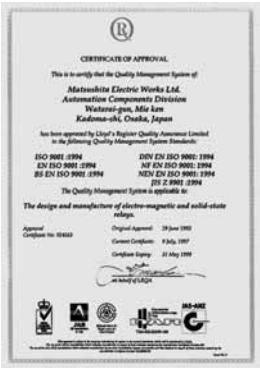 CERTIFICATE OF APPROVAL
This is to certify that the Quality Management System of:
Matsushita Electric Works Ltd.
Automation Components Division
Watarai-gun, Mie ken
Kadoma-shi, Osaka, Japan
has been approved by Lloyd's Register Quality Assurance Limited
to the following Quality Management System Standards:
ISO 9001 :1994 DIN EN ISO 9001: 1994
EN ISO 9001 :1994 NF EN ISO 9001: 1994
BS EN ISO 9001 :1994 NEN EN ISO 9001: 1994
JIS Z 9901 :1994
The Quality Management System is applicable to:
The design and manufacture of electro-magnetic and solid-state
relays.
Approval Original Approval: 29 June 1992
Certificate No: Current Certificate: 9 July, 1997
Certificate Expiry: 31 May 1999
on behalf of LRQA
JAS-ANZ